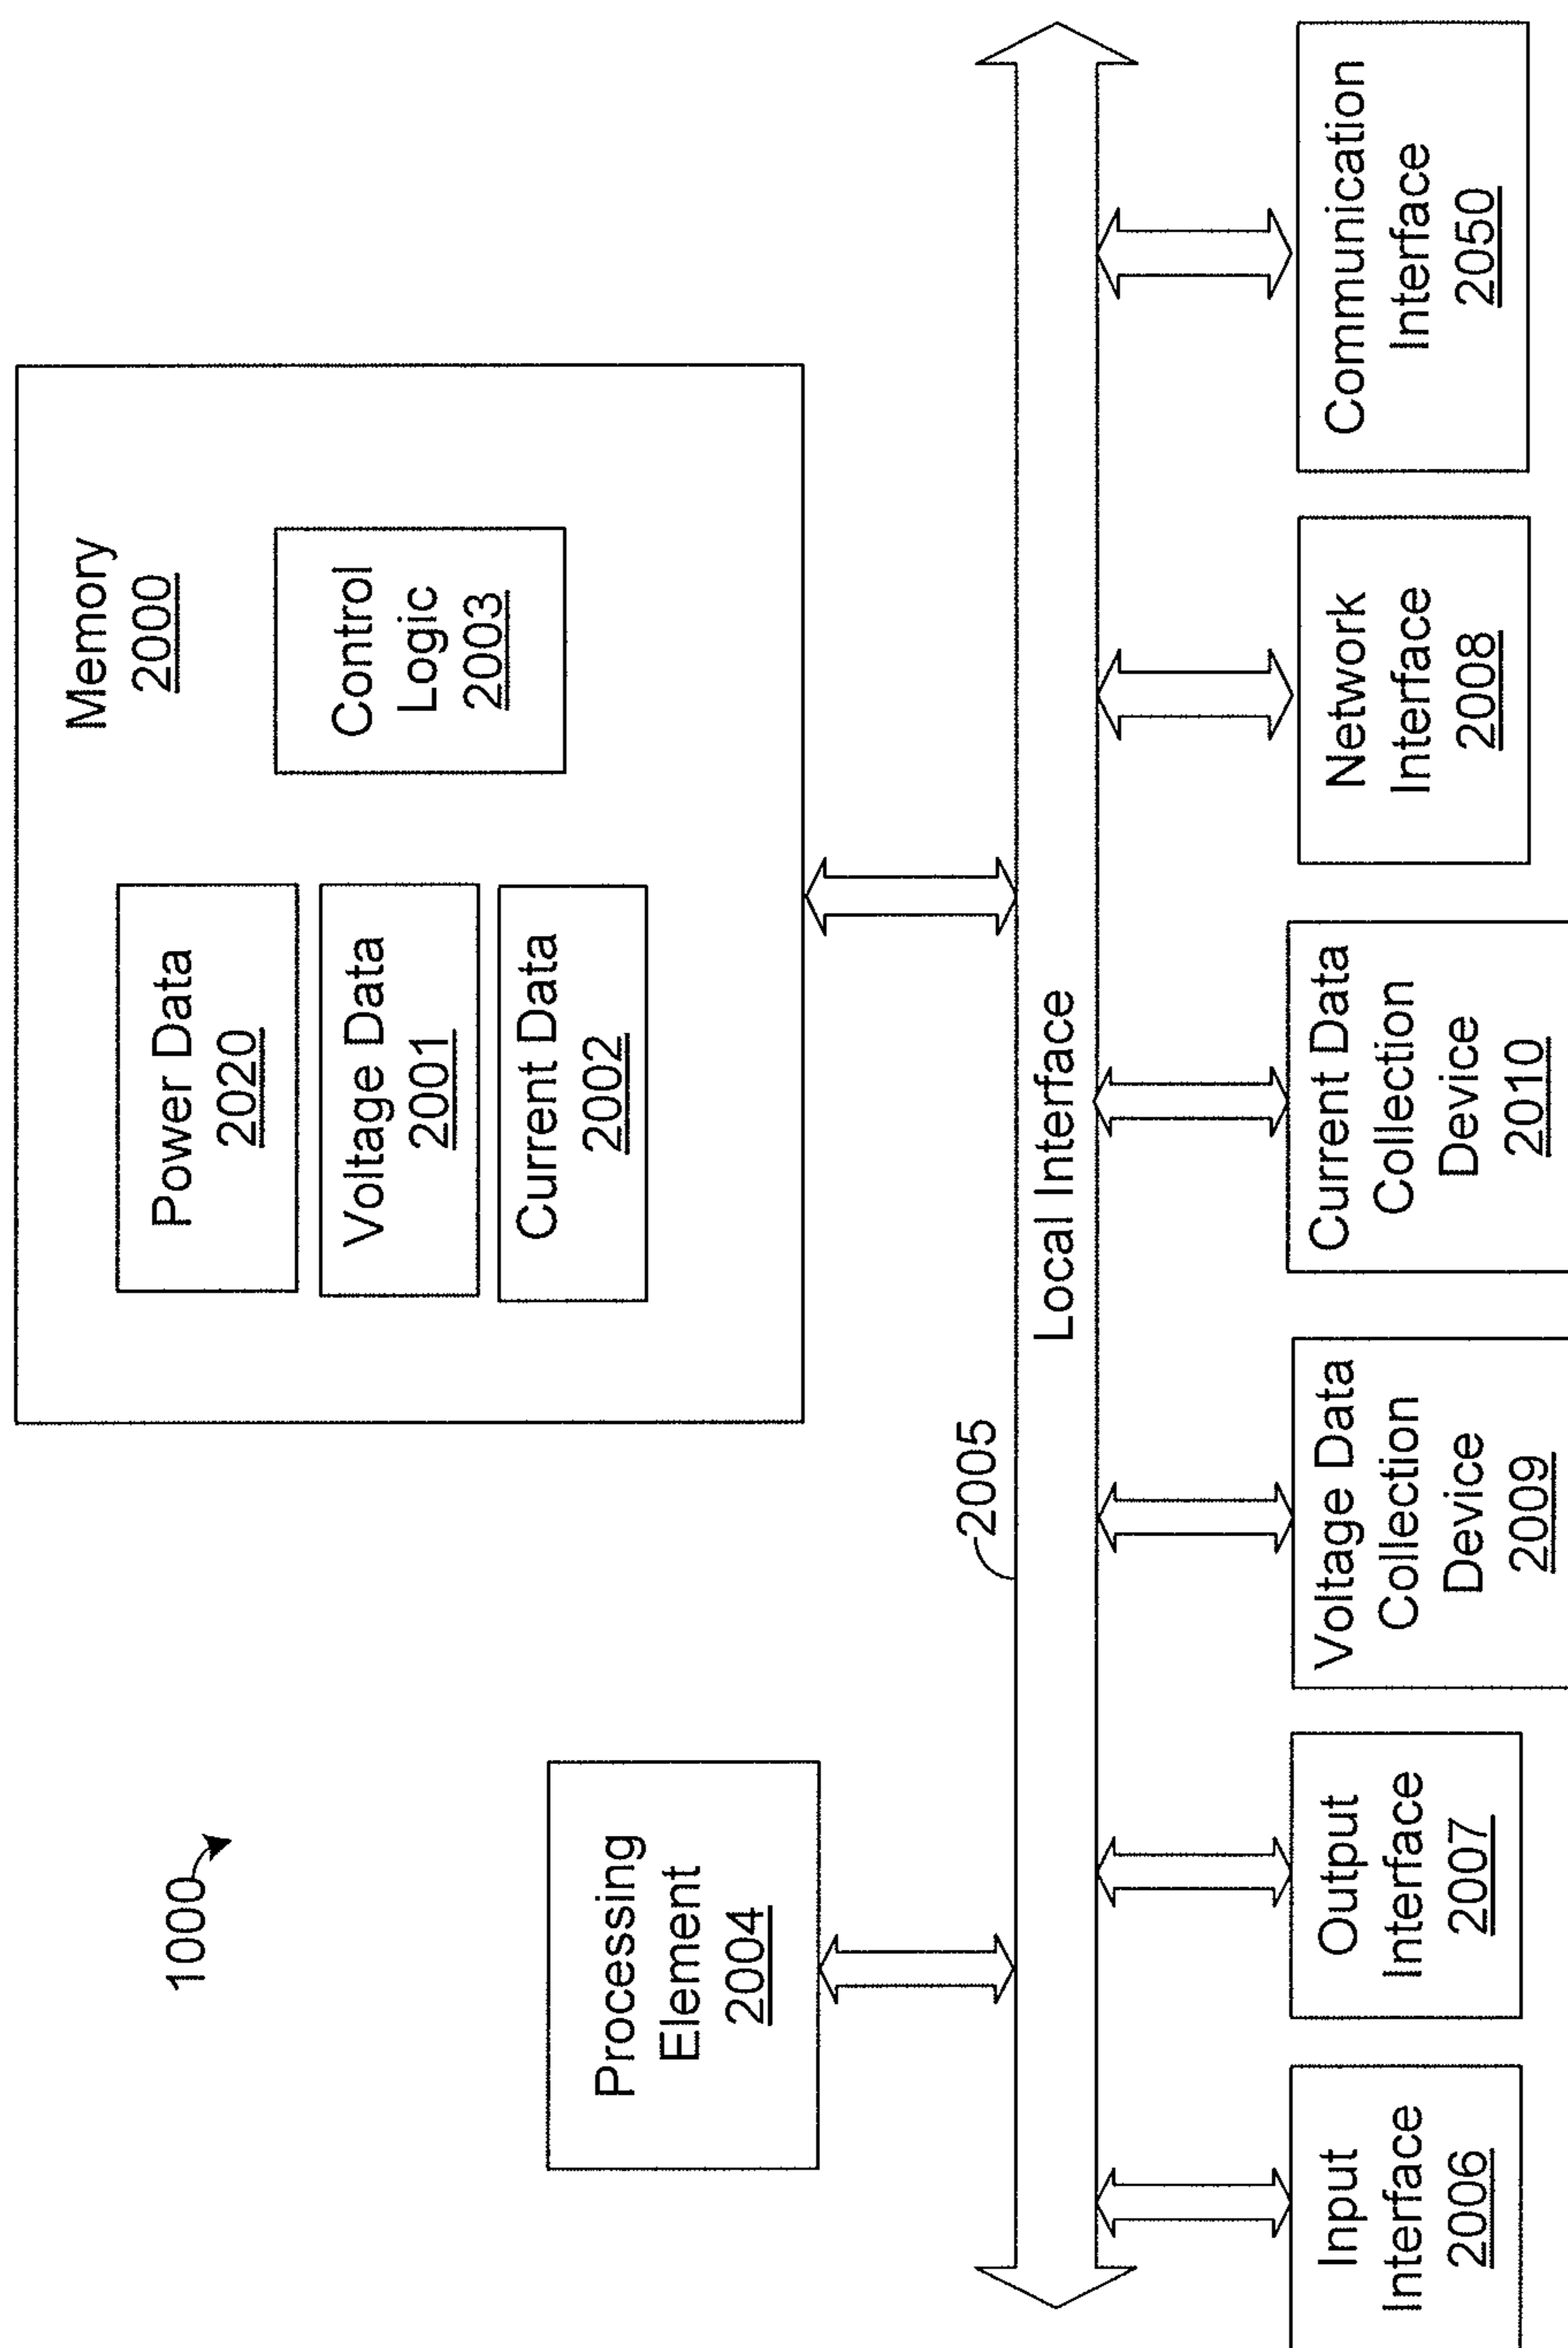 1000
Processing
Element
2004
Memory
2000
Power Data
2020
Voltage Data
2001
Current Data
2002
Control
Logic
2003
2005
Local Interface
Input
Interface
2006
Output
Interface
2007
Voltage Data
Collection
Device
2009
Current Data
Collection
Device
2010
Network
Interface
2008
Communication
Interface
2050